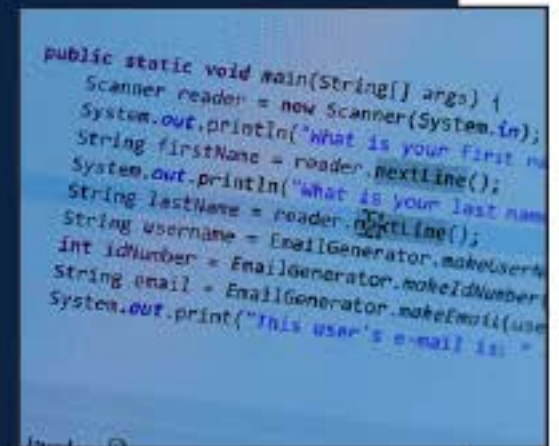 public static void main(String[] args) {
Scanner reader = new Scanner(System.in);
System.out.println("What is your first
String firstName = reader.nextLine();
System.out.println("What is your last name
String lastName = reader.nextLine();
String username = EmailGenerator.makeUserN
int idNumber = EmailGenerator.makeIdNumber(
String email = EmailGenerator.makeEmail(use
System.out.print("This user's e-mail is: "